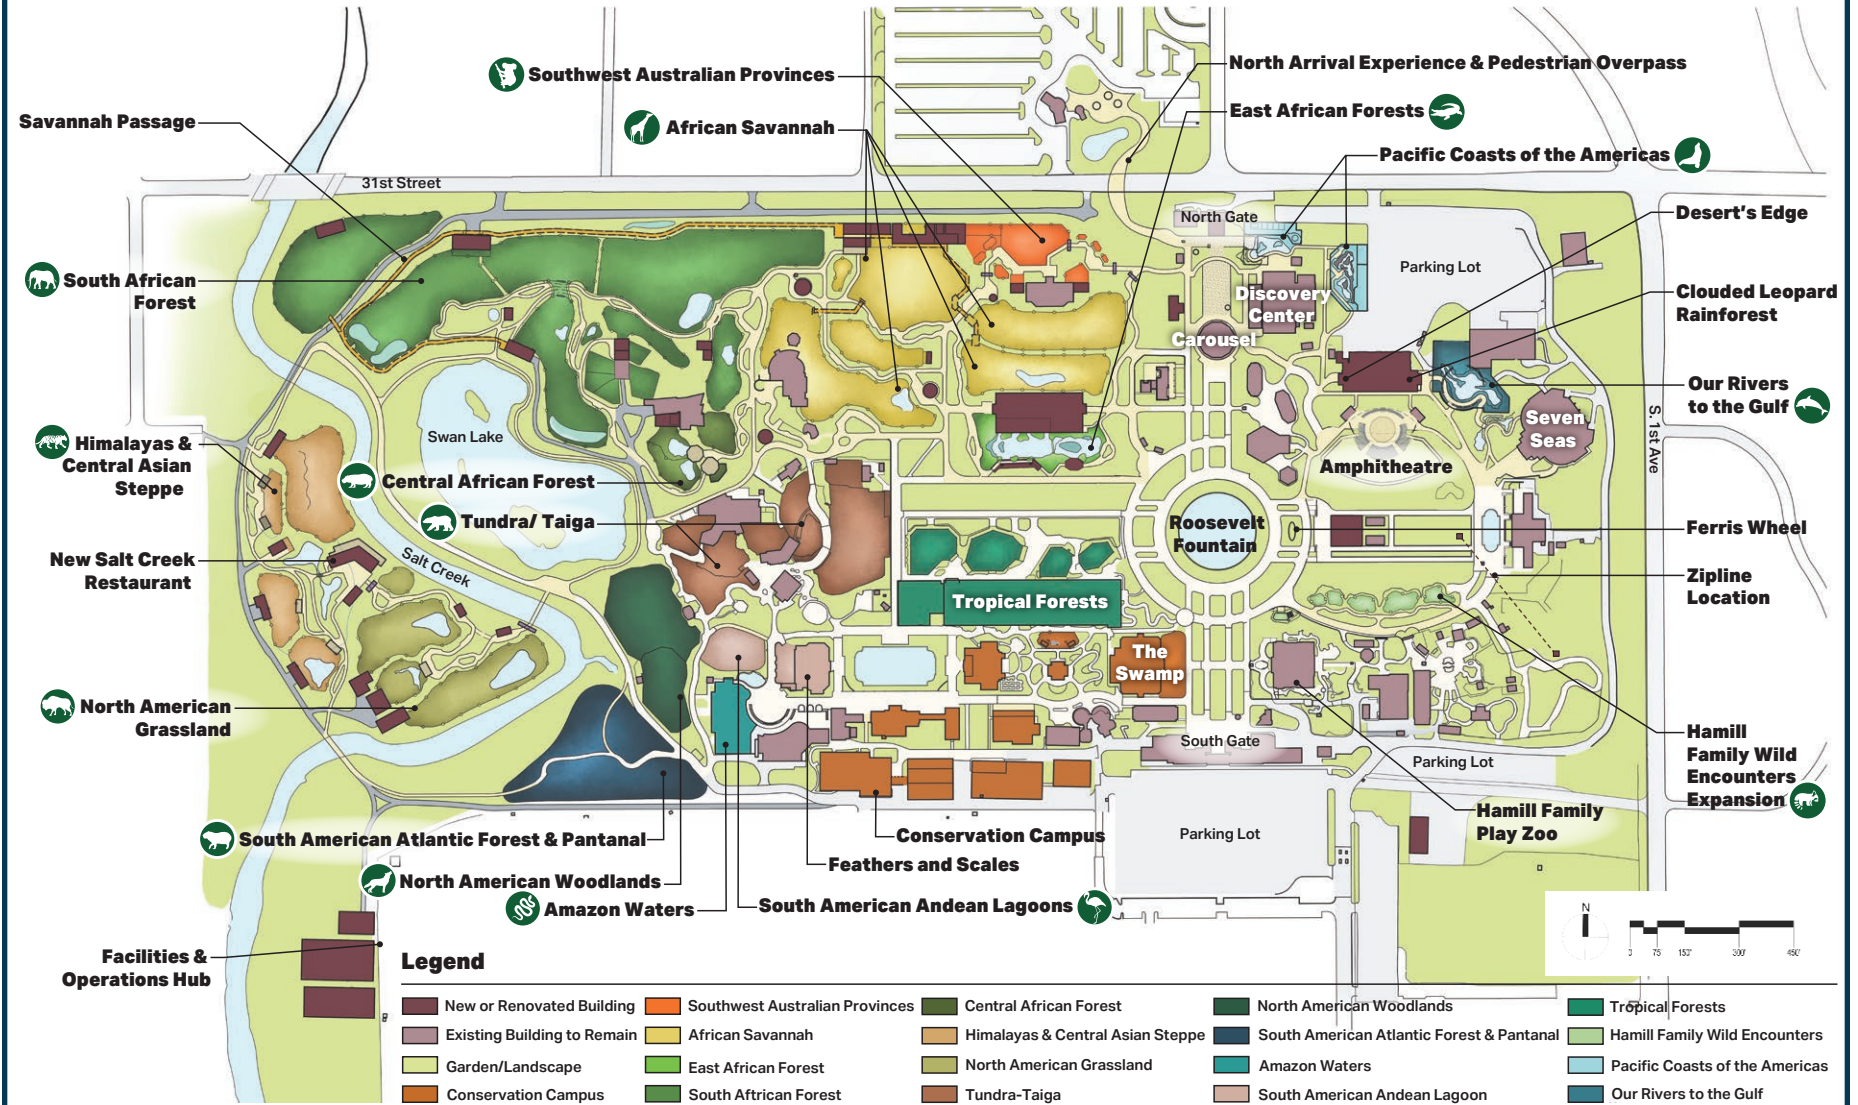 Southwest Australian Provinces
North Arrival Experience & Pedestrian Overpass
East African Forests
Savannah Passage
African Savannah
Pacific Coasts of the Americas
31st Street
North Gate
Desert's Edge
Parking Lot
South African
Forest
Discovery
Center
Clouded Leopard
Rainforest
Carousel
Our Rivers
to the Gulf
Seven
Seas
S. 1st Ave
Swan Lake
Himalayas &
Central Asian
Steppe
Amphitheatre
Central African Forest
Tundra/ Taiga
Roosevelt
Fountain
Ferris Wheel
New Salt Creek
Restaurant
Salt Creek
Zipline
Location
Tropical Forests
The
Swamp
North American
Grassland
South Gate
Hamill
Family Wild
Encounters
Expansion
Parking Lot
Hamill Family
Play Zoo
Parking Lot
South American Atlantic Forest & Pantanal
Conservation Campus
Feathers and Scales
North American Woodlands
Amazon Waters
South American Andean Lagoons
Facilities &
Operations Hub
N
0 75 150' 300' 450'
Legend
New or Renovated Building
Existing Building to Remain
Garden/Landscape
Conservation Campus
Southwest Australian Provinces
African Savannah
East African Forest
South Aftrican Forest
Central African Forest
Himalayas & Central Asian Steppe
North American Grassland
Tundra-Taiga
North American Woodlands
South American Atlantic Forest & Pantanal
Amazon Waters
South American Andean Lagoon
Tropical Forests
Hamill Family Wild Encounters
Pacific Coasts of the Americas
Our Rivers to the Gulf